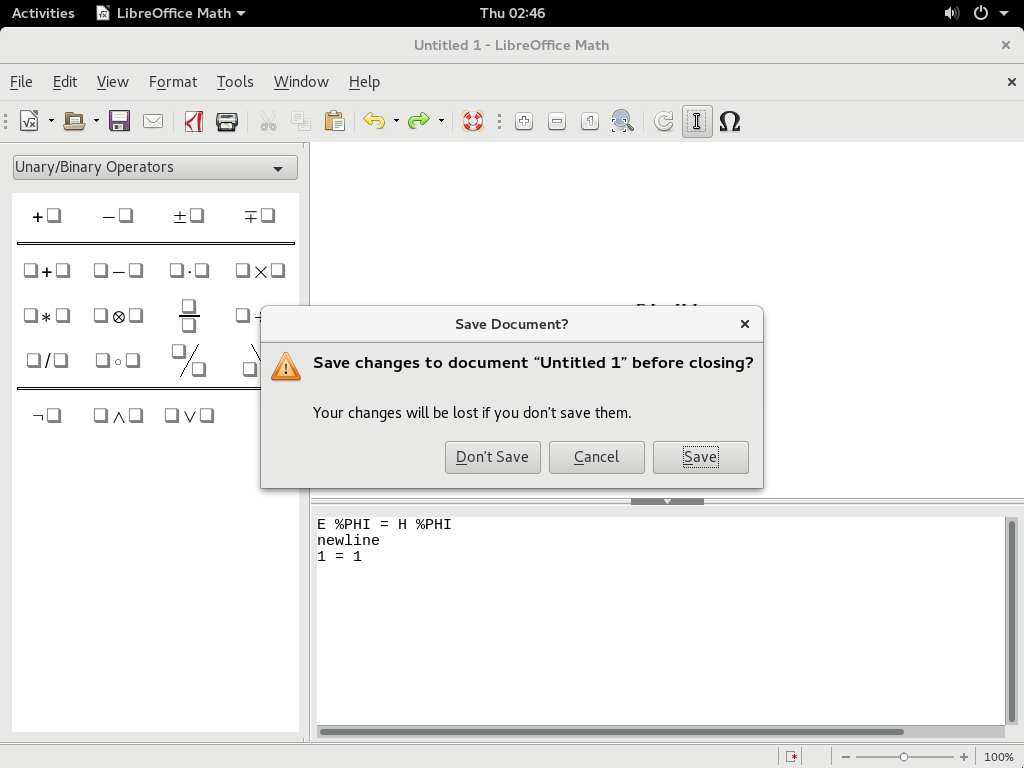 Activities LibreOffice Math Thu 02:46
Untitled 1 - LibreOffice Math
File Edit View Format Tools Window Help
Unary/Binary Operators
Save Document?
Save changes to document “Untitled 1” before closing?
Your changes will be lost if you don’t save them.
Don't Save Cancel Save
E %PHI = H %PHI
newline
1 = 1
100%